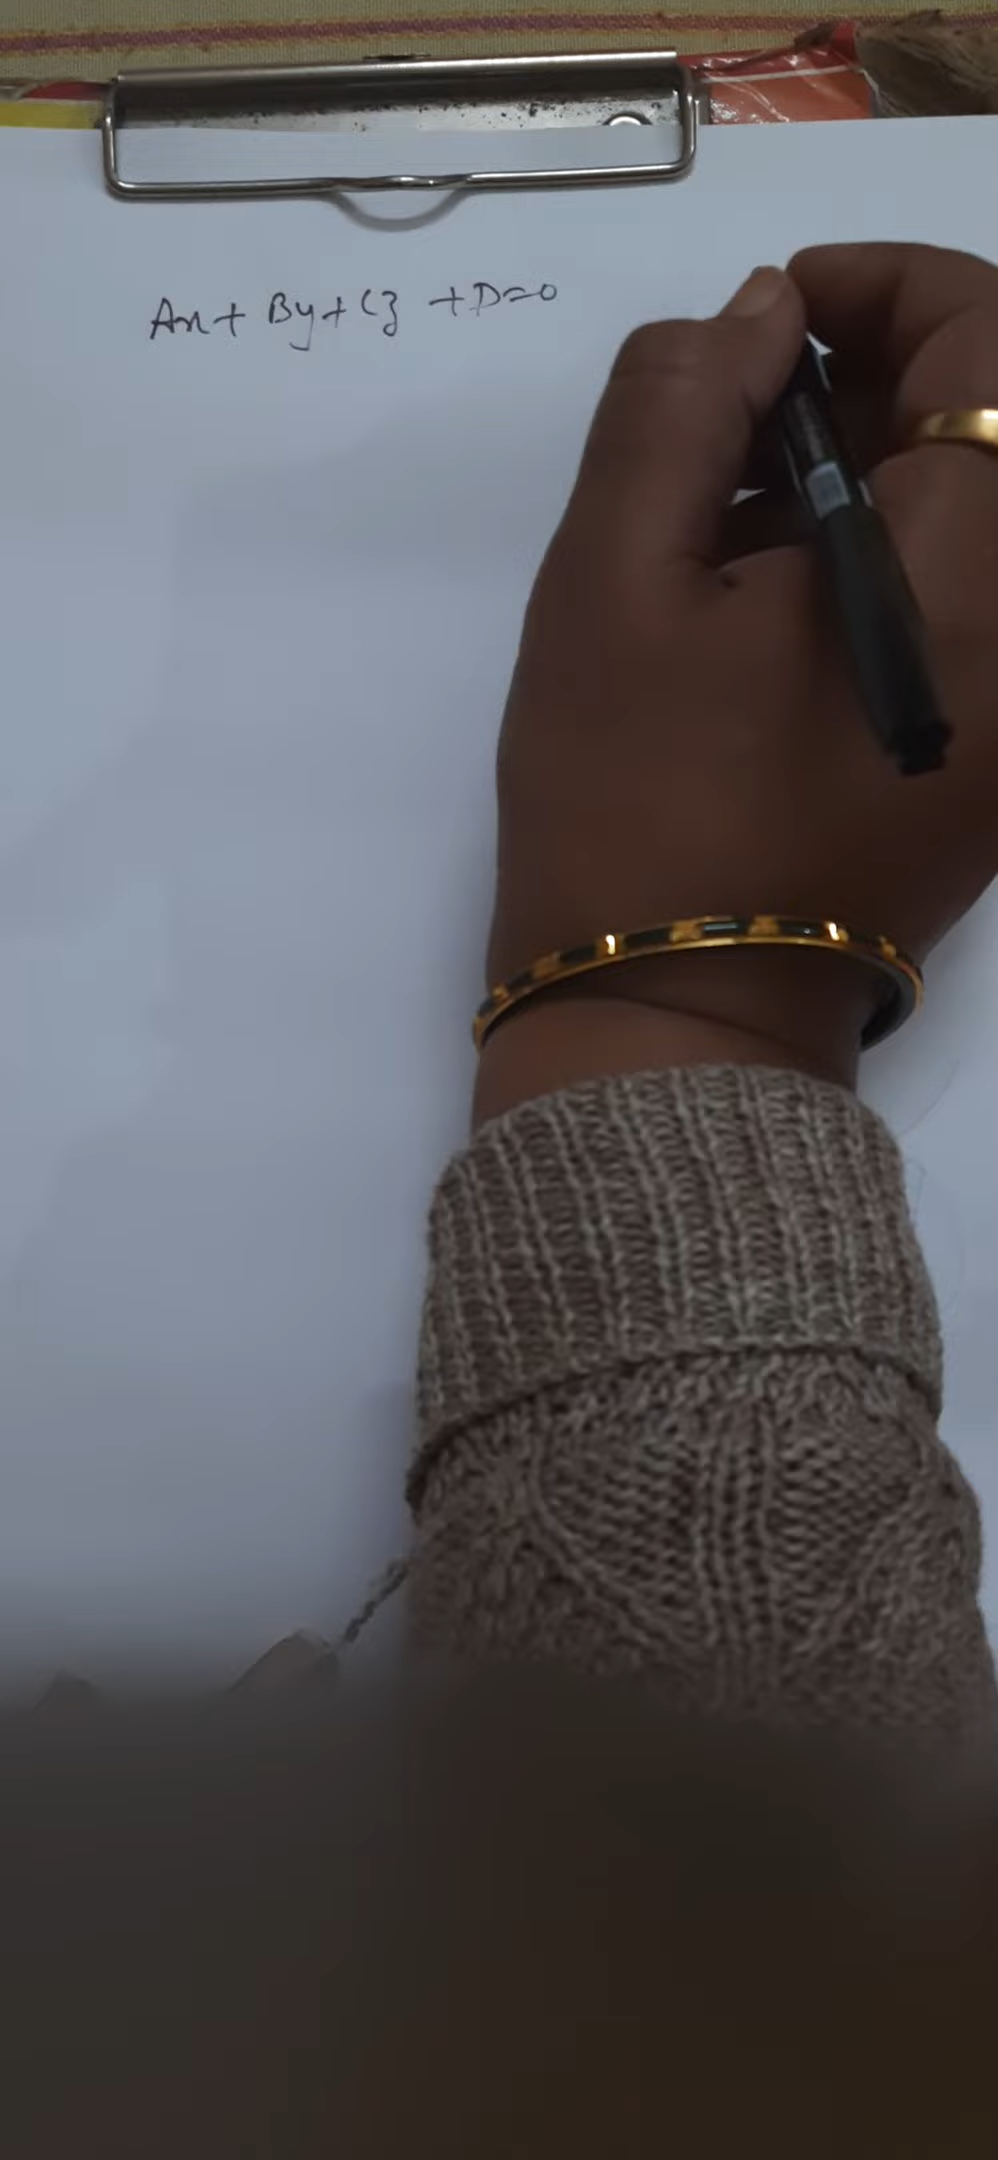 Ax + By + Cz + D = 0